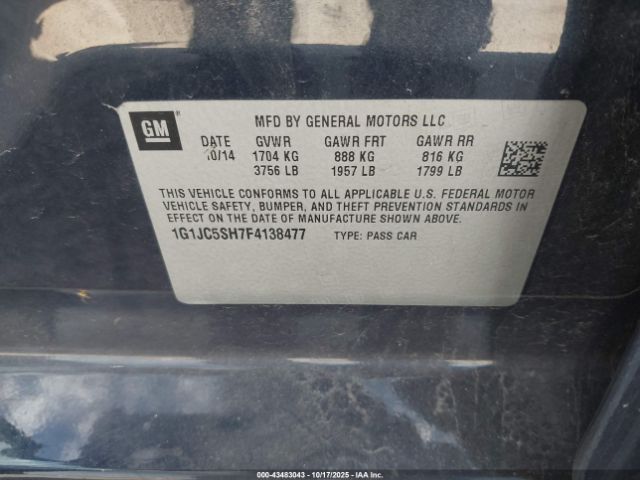 GM
MFD BY GENERAL MOTORS LLC
DATE GVWR GAWR FRT GAWR RR
10/14 1704 KG 888 KG 816 KG
3756 LB 1957 LB 1799 LB
THIS VEHICLE CONFORMS TO ALL APPLICABLE U.S. FEDERAL MOTOR
VEHICLE SAFETY, BUMPER, AND THEFT PREVENTION STANDARDS IN
EFFECT ON THE DATE OF MANUFACTURE SHOWN ABOVE.
1G1JC5SH7F4138477 TYPE: PASS CAR
© 43483043 - 10/17/2025 - IAA Inc.